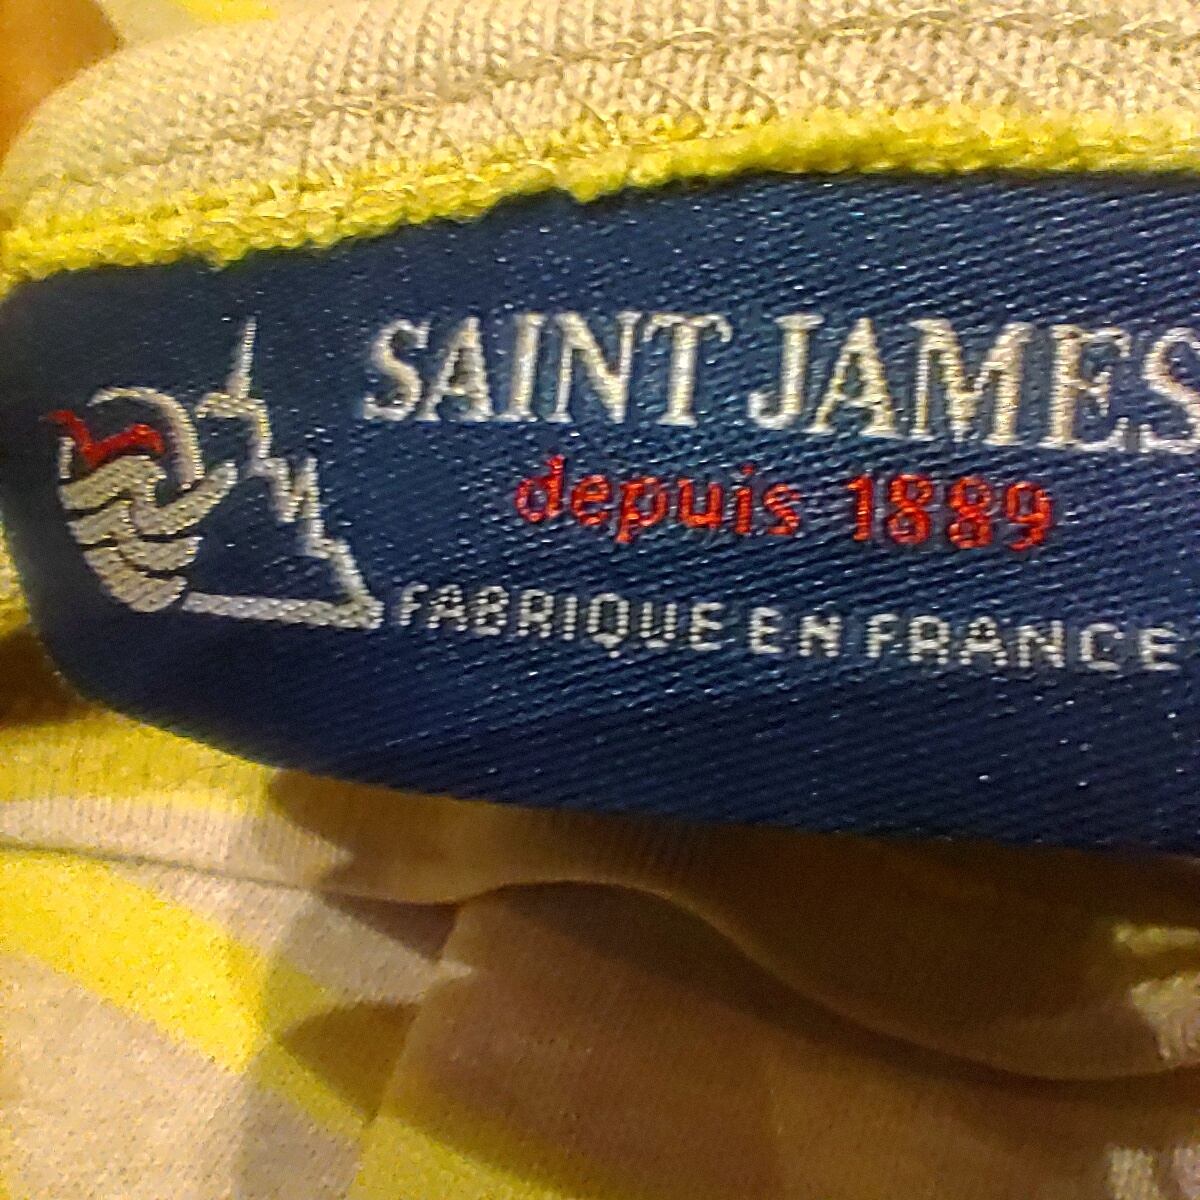 SAINT JAMES
depuis 1889
FABRIQUE EN FRANCE